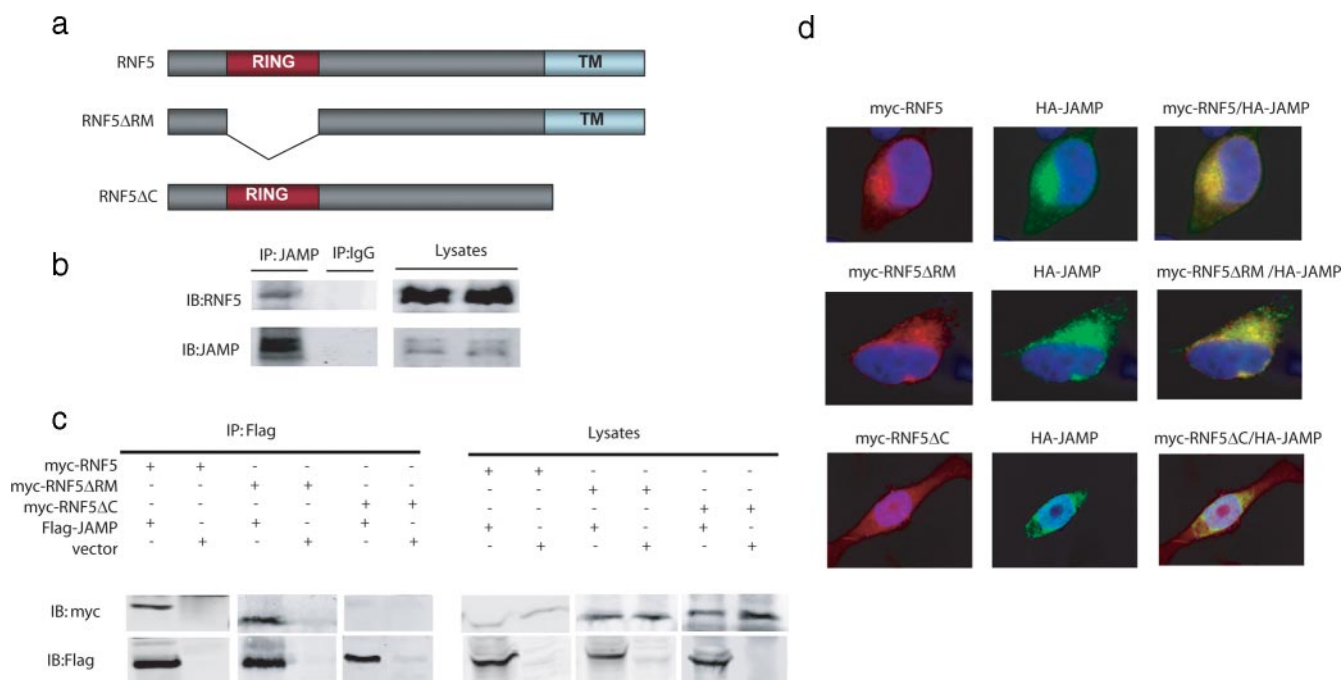 a
RNF5 RING TM
RNF5ΔRM TM
RNF5ΔC RING
b
IP: JAMP IP:IgG Lysates
IB:RNF5
IB:JAMP
c
IP: Flag Lysates
myc-RNF5 + + - - - - + + - - - -
myc-RNF5ΔRM - - + + - - - - + + - -
myc-RNF5ΔC - - - - + + - - - - + +
Flag-JAMP + - + - + - + - + - + -
vector - + - + - + - + - + - +
IB: myc
IB:Flag
d
myc-RNF5 HA-JAMP myc-RNF5/HA-JAMP
myc-RNF5ΔRM HA-JAMP myc-RNF5ΔRM /HA-JAMP
myc-RNF5ΔC HA-JAMP myc-RNF5ΔC/HA-JAMP